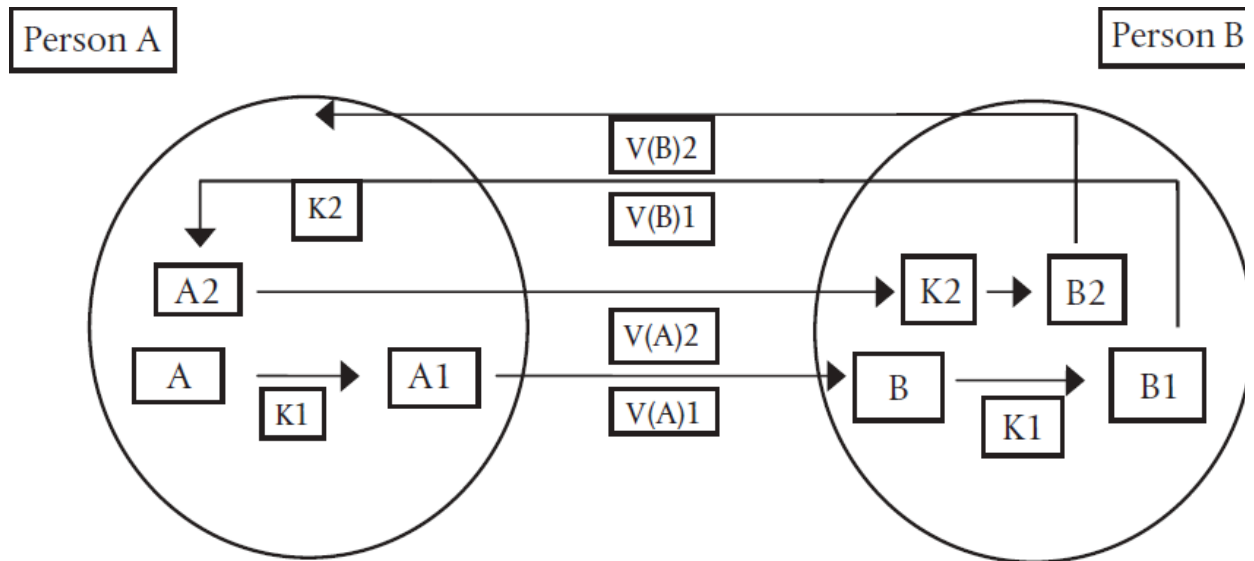 Person A
Person B
V(B)2
K2
V(B)1
A2
K2
B2
V(A)2
A
A1
B
B1
K1
V(A)1
K1